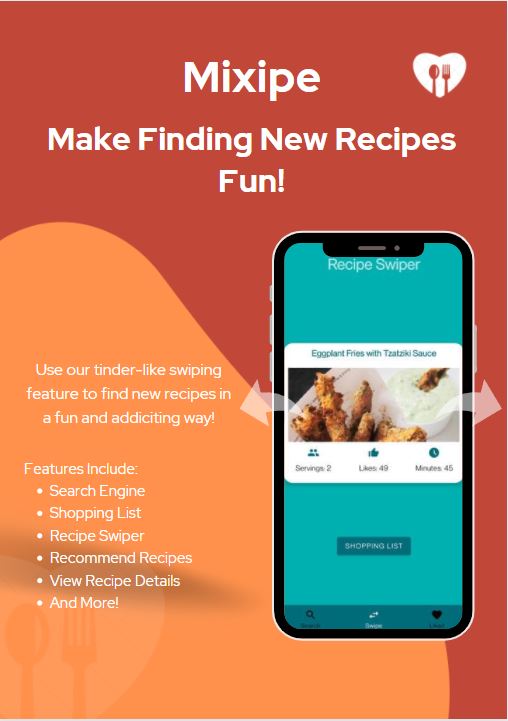 Mixipe
Make Finding New Recipes
Fun!
Use our tinder-like swiping
feature to find new recipes in
a fun and addiciting way!
Features Include:
• Search Engine
• Shopping List
• Recipe Swiper
• Recommend Recipes
• View Recipe Details
• And More!
Recipe Swiper
Eggplant Fries with Tzatziki Sauce
Servings: 2 Likes: 49 Minutes: 45
SHOPPING LIST
Search Swipe Liked